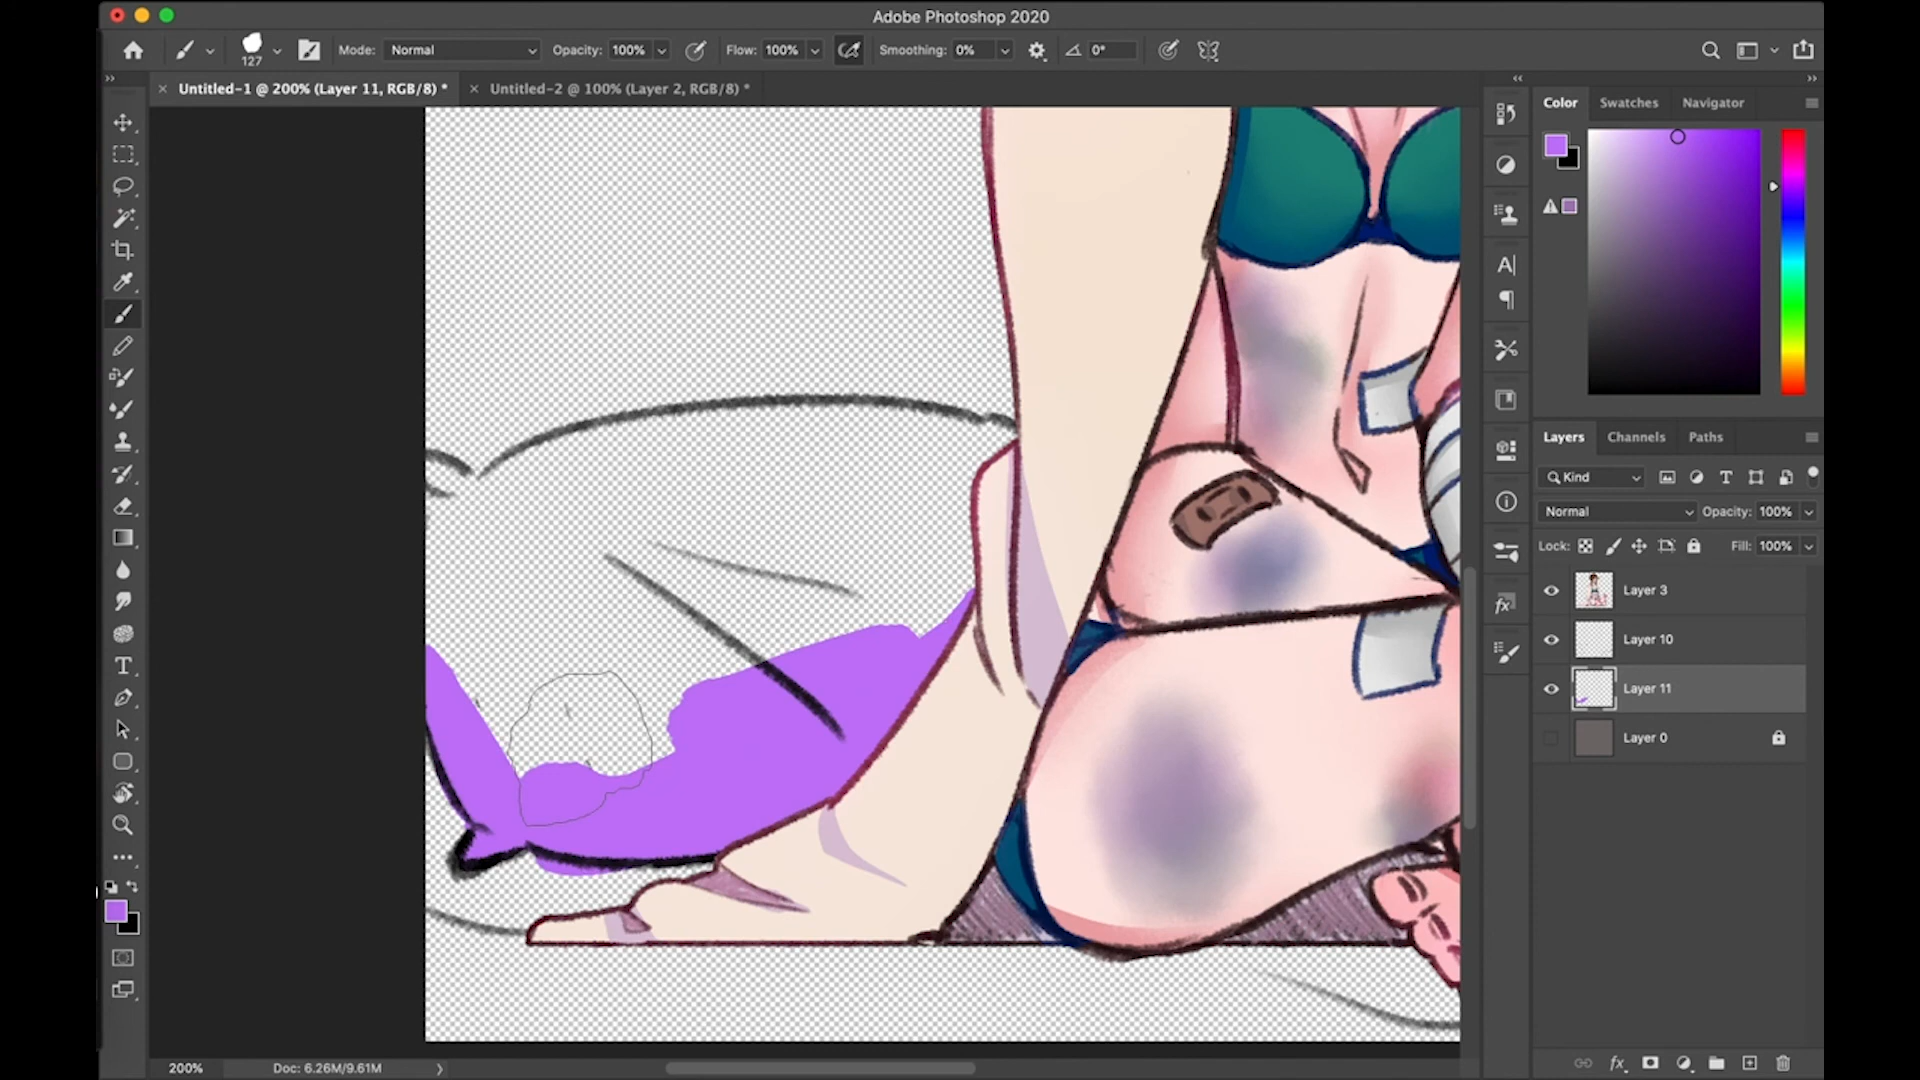 Adobe Photoshop 2020
127
Mode: Normal
Opacity: 100%
Flow: 100%
Smoothing: 0%
0°
Untitled-1 @ 200% (Layer 11, RGB/8) *
Untitled-2 @ 100% (Layer 2, RGB/8) *
Color
Swatches
Navigator
Layers
Channels
Paths
Kind
Normal
Opacity: 100%
Lock:
Fill: 100%
Layer 3
Layer 10
Layer 11
Layer 0
200%
Doc: 6.26M/9.61M